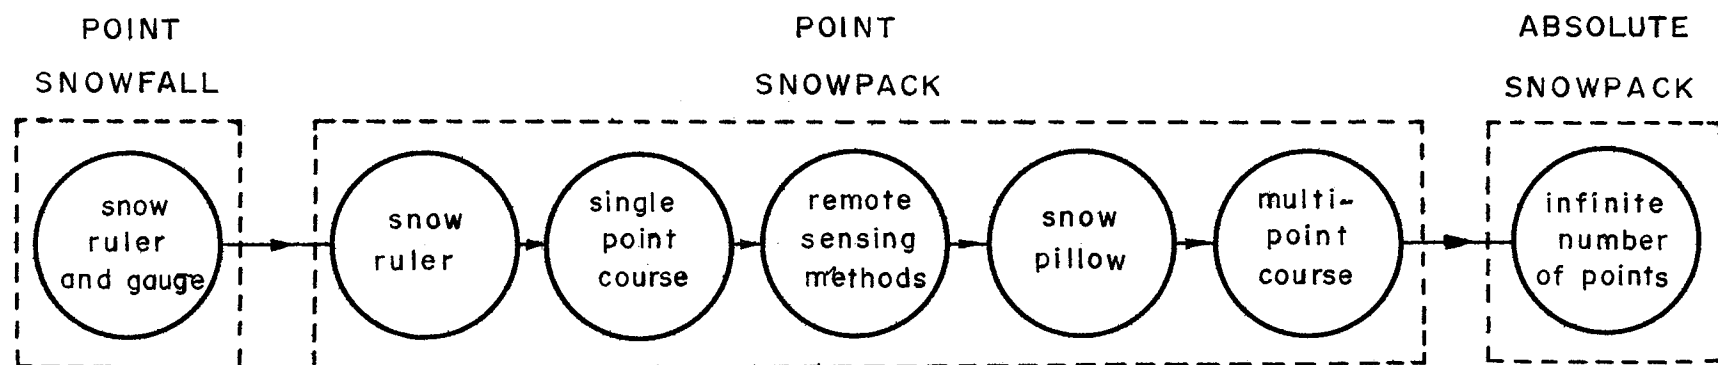 POINT
SNOWFALL
POINT
SNOWPACK
ABSOLUTE
SNOWPACK
snow
ruler
and gauge
snow
ruler
single
point
course
remote
sensing
methods
snow
pillow
multi-
point
course
infinite
number
of points